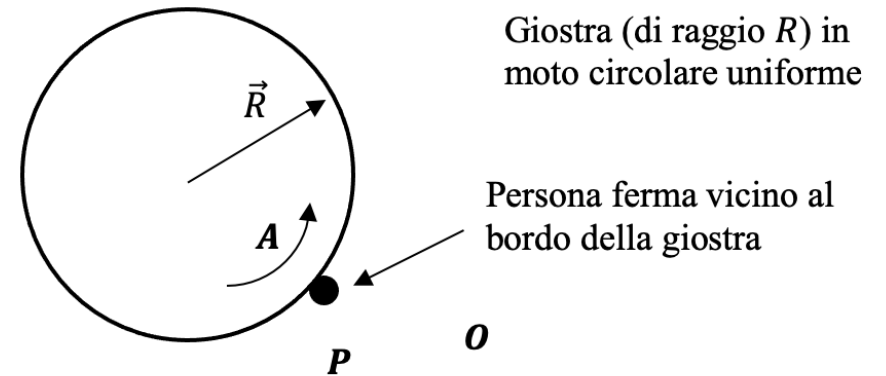 Giostra (di raggio R) in
moto circolare uniforme
R⃗
Persona ferma vicino al
bordo della giostra
A
O
P